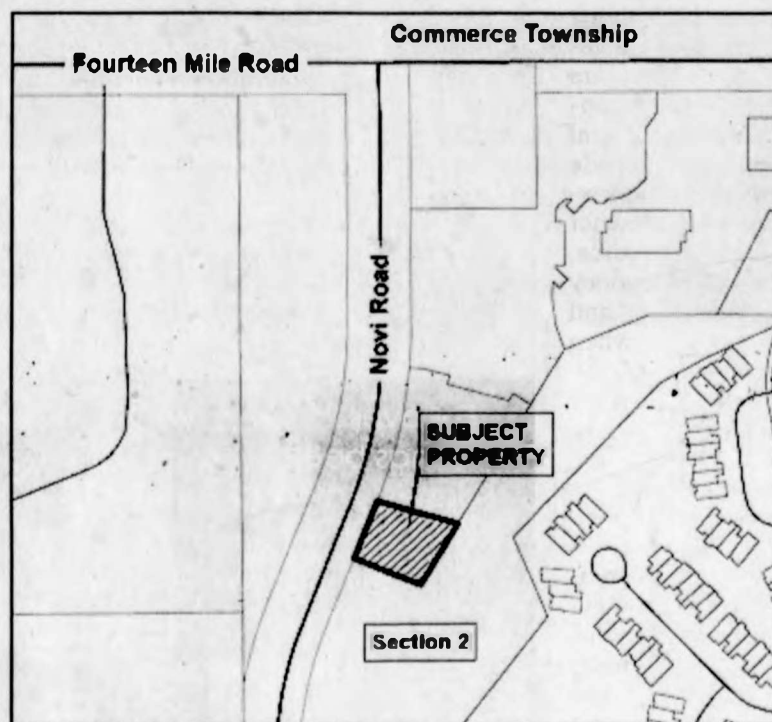 Commerce Township
Fourteen Mile Road
Novi Road
SUBJECT
PROPERTY
Section 2